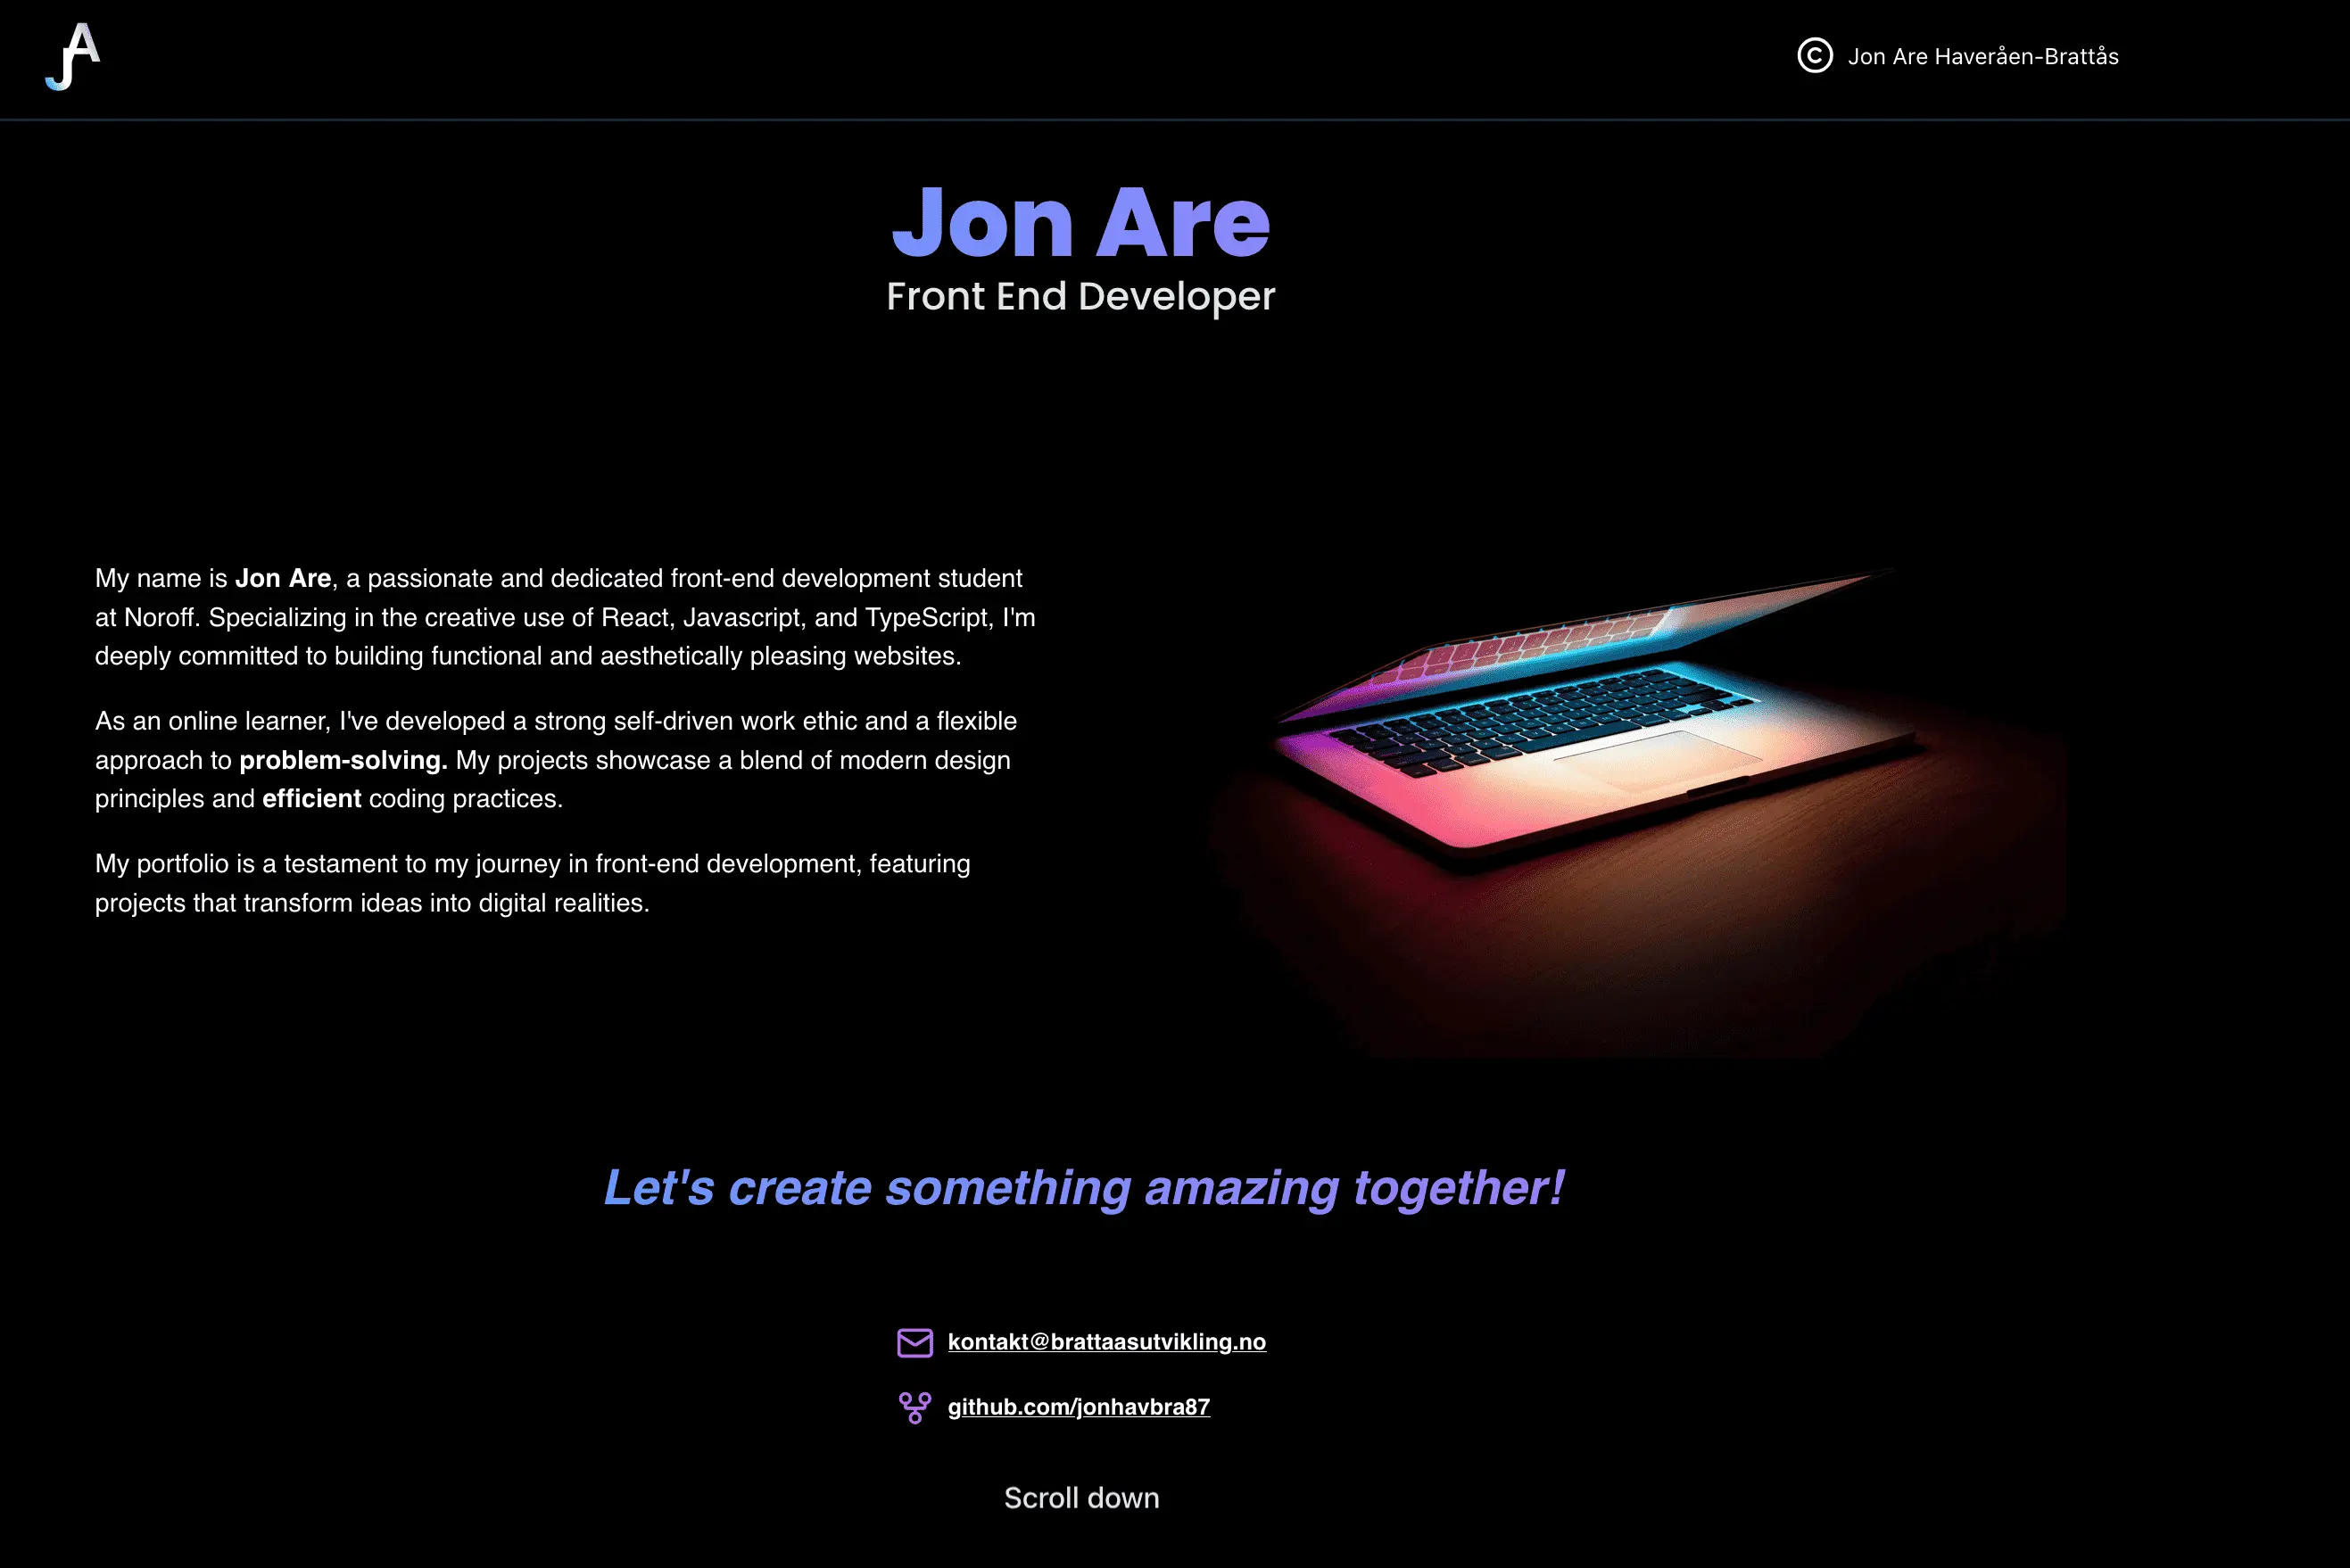 JA
© Jon Are Haveråen-Brattås
Jon Are
Front End Developer
My name is Jon Are, a passionate and dedicated front-end development student
at Noroff. Specializing in the creative use of React, Javascript, and TypeScript, I'm
deeply committed to building functional and aesthetically pleasing websites.
As an online learner, I've developed a strong self-driven work ethic and a flexible
approach to problem-solving. My projects showcase a blend of modern design
principles and efficient coding practices.
My portfolio is a testament to my journey in front-end development, featuring
projects that transform ideas into digital realities.
Let's create something amazing together!
kontakt@brattaasutvikling.no
github.com/jonhavbra87
Scroll down